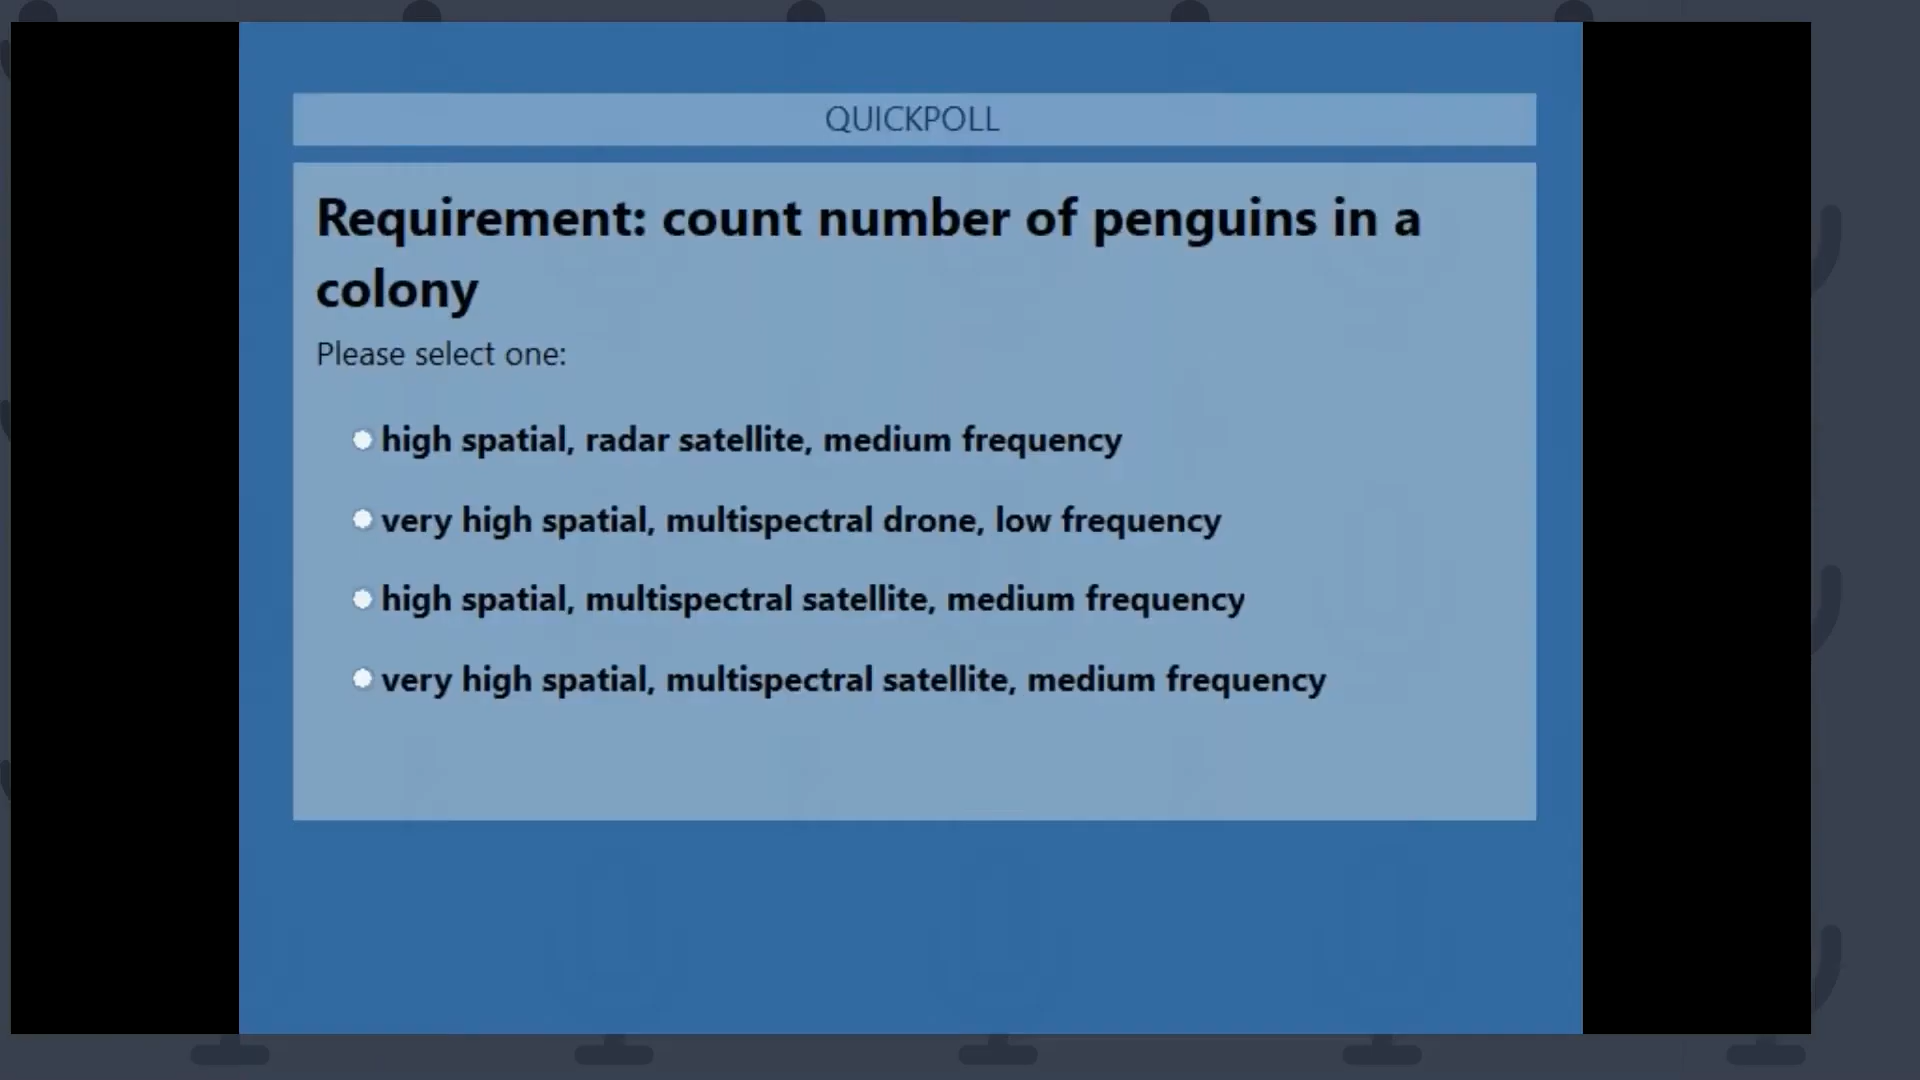 QUICKPOLL
Requirement: count number of penguins in a
colony
Please select one:
high spatial, radar satellite, medium frequency
very high spatial, multispectral drone, low frequency
high spatial, multispectral satellite, medium frequency
very high spatial, multispectral satellite, medium frequency